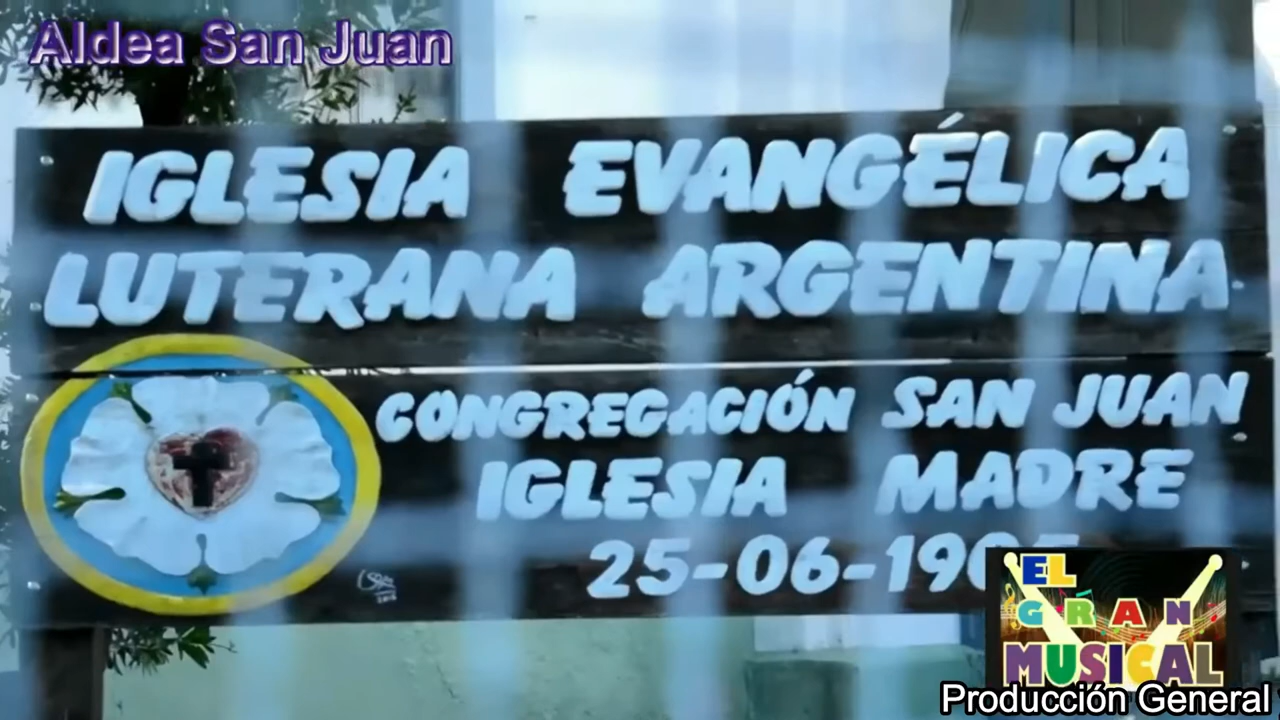 Aldea San Juan
IGLESIA EVANGÉLICA
LUTERANA ARGENTINA
CONGREGACIÓN SAN JUAN
IGLESIA MADRE
EL
GRAN
MUSICAL
Producción General